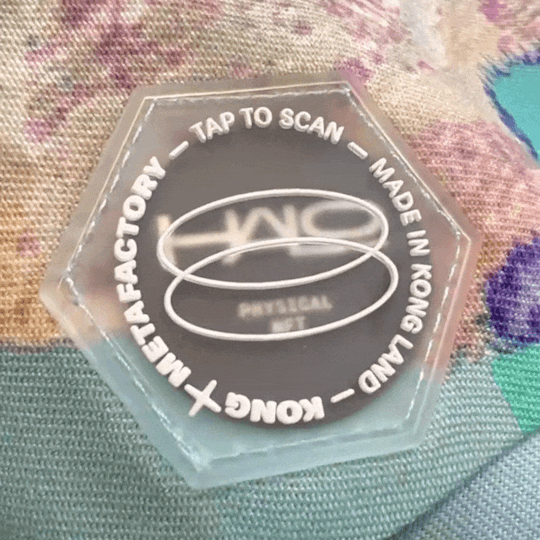 — TAP TO SCAN — MADE IN KONG LAND — KONG + METAFACTORY
PHYSICAL
NFT